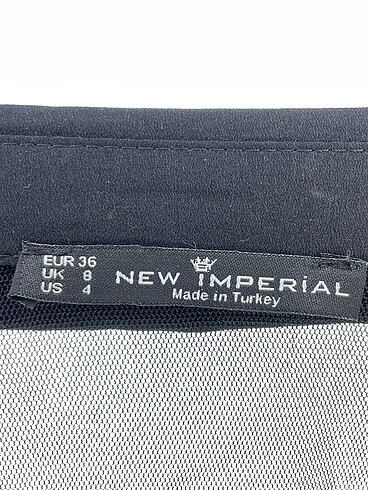 EUR 36
UK 8
US 4
NEW IMPERiAL
Made in Turkey